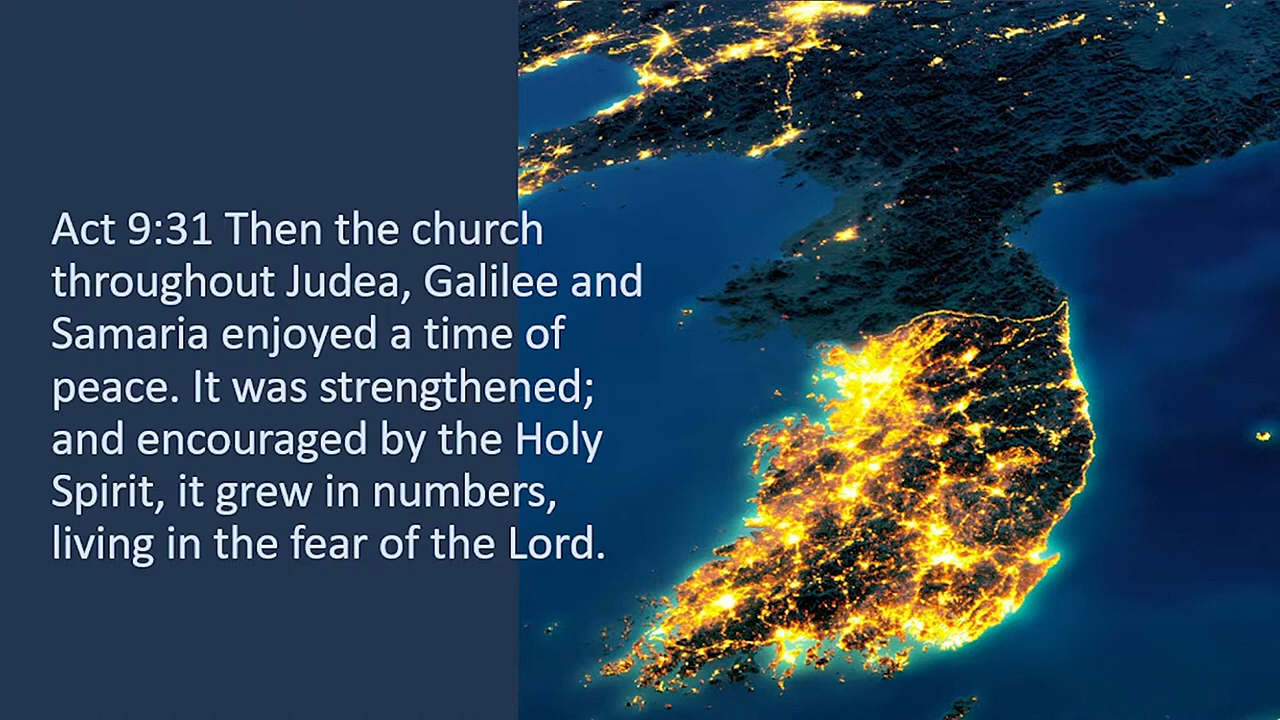 Act 9:31 Then the church
throughout Judea, Galilee and
Samaria enjoyed a time of
peace. It was strengthened;
and encouraged by the Holy
Spirit, it grew in numbers,
living in the fear of the Lord.